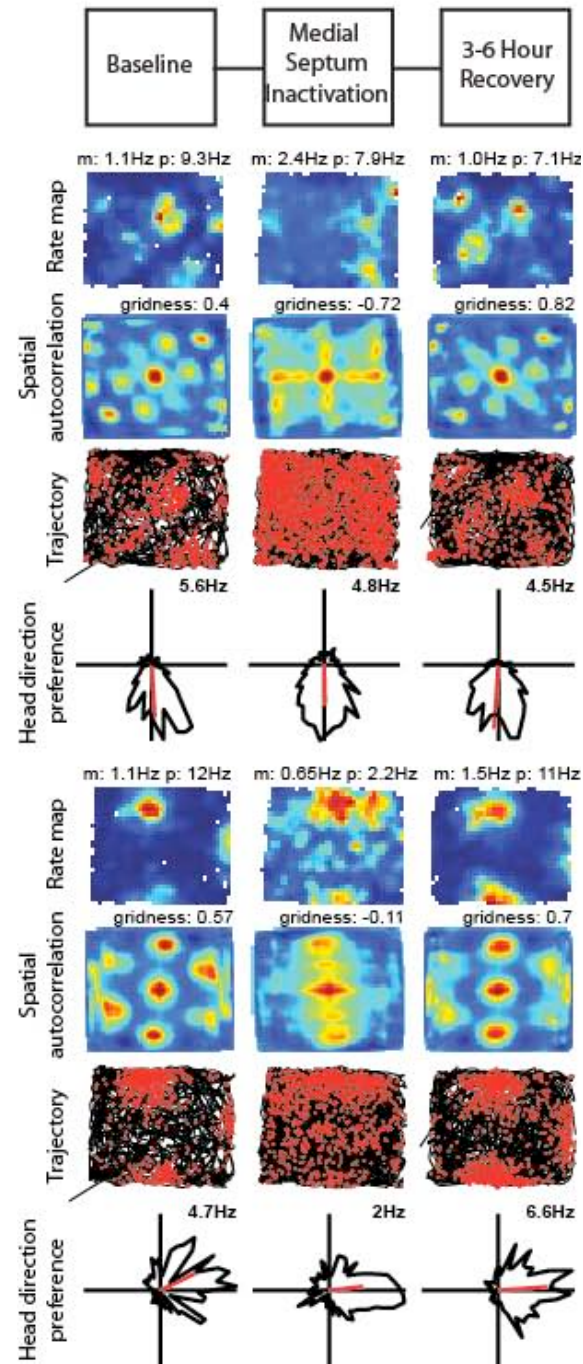 Baseline
Medial
Septum
Inactivation
3-6 Hour
Recovery
m: 1.1Hz p: 9.3Hz
m: 2.4Hz p: 7.9Hz
m: 1.0Hz p: 7.1Hz
Rate map
gridness: 0.4
gridness: -0.72
gridness: 0.82
Spatial
autocorrelation
Trajectory
5.6Hz
4.8Hz
4.5Hz
Head direction
preference
m: 1.1Hz p: 12Hz
m: 0.65Hz p: 2.2Hz
m: 1.5Hz p: 11Hz
Rate map
gridness: 0.57
gridness: -0.11
gridness: 0.7
Spatial
autocorrelation
Trajectory
4.7Hz
2Hz
6.6Hz
Head direction
preference